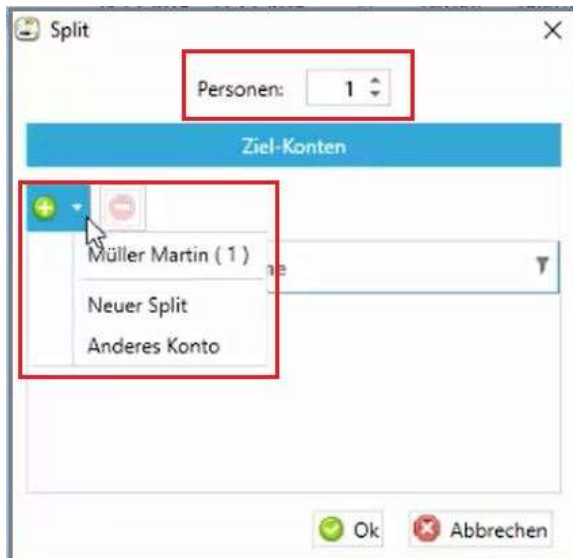 Split
Personen: 1
Ziel-Konten
Müller Martin ( 1 )
Neuer Split
Anderes Konto
Ok Abbrechen